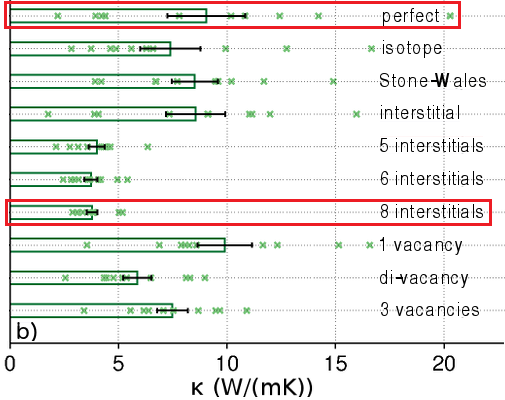 perfect
isotope
Stone-Wales
interstitial
5 interstitials
6 interstitials
8 interstitials
1 vacancy
di-vacancy
3 vacancies
b)
0 5 10 15 20
κ (W/(mK))